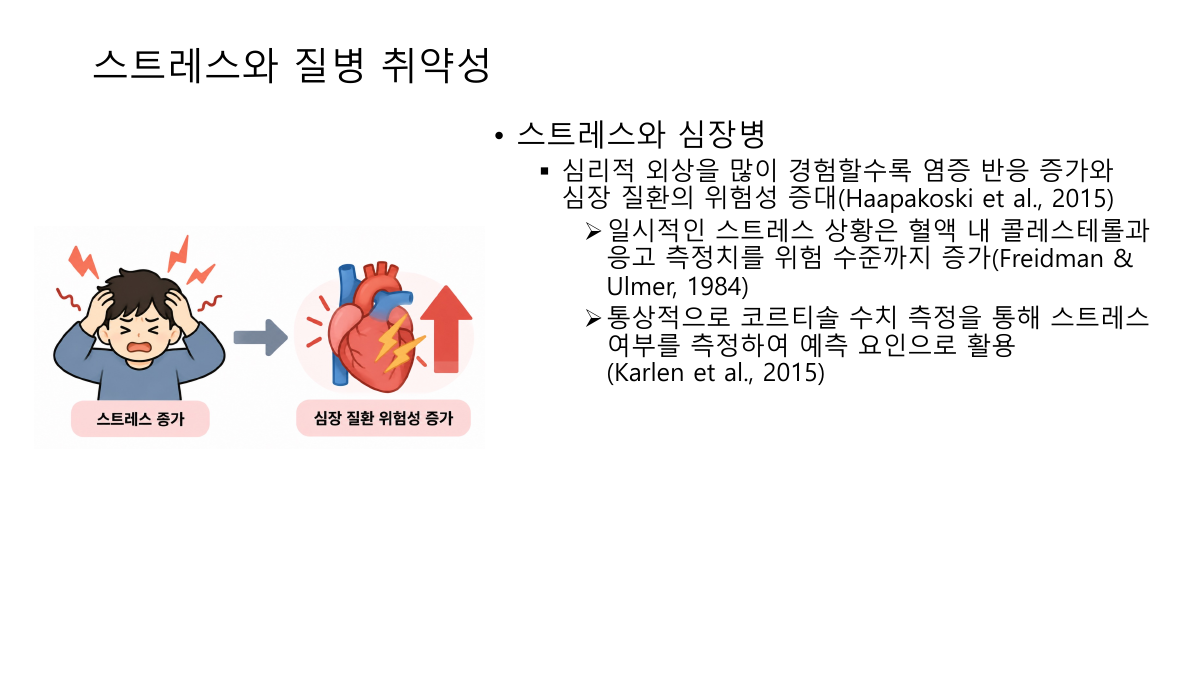 스트레스와 질병 취약성
• 스트레스와 심장병
▪ 심리적 외상을 많이 경험할수록 염증 반응 증가와
심장 질환의 위험성 증대(Haapakoski et al., 2015)
➢ 일시적인 스트레스 상황은 혈액 내 콜레스테롤과
응고 측정치를 위험 수준까지 증가(Freidman &
Ulmer, 1984)
➢ 통상적으로 코르티솔 수치 측정을 통해 스트레스
여부를 측정하여 예측 요인으로 활용
(Karlen et al., 2015)
스트레스 증가
심장 질환 위험성 증가